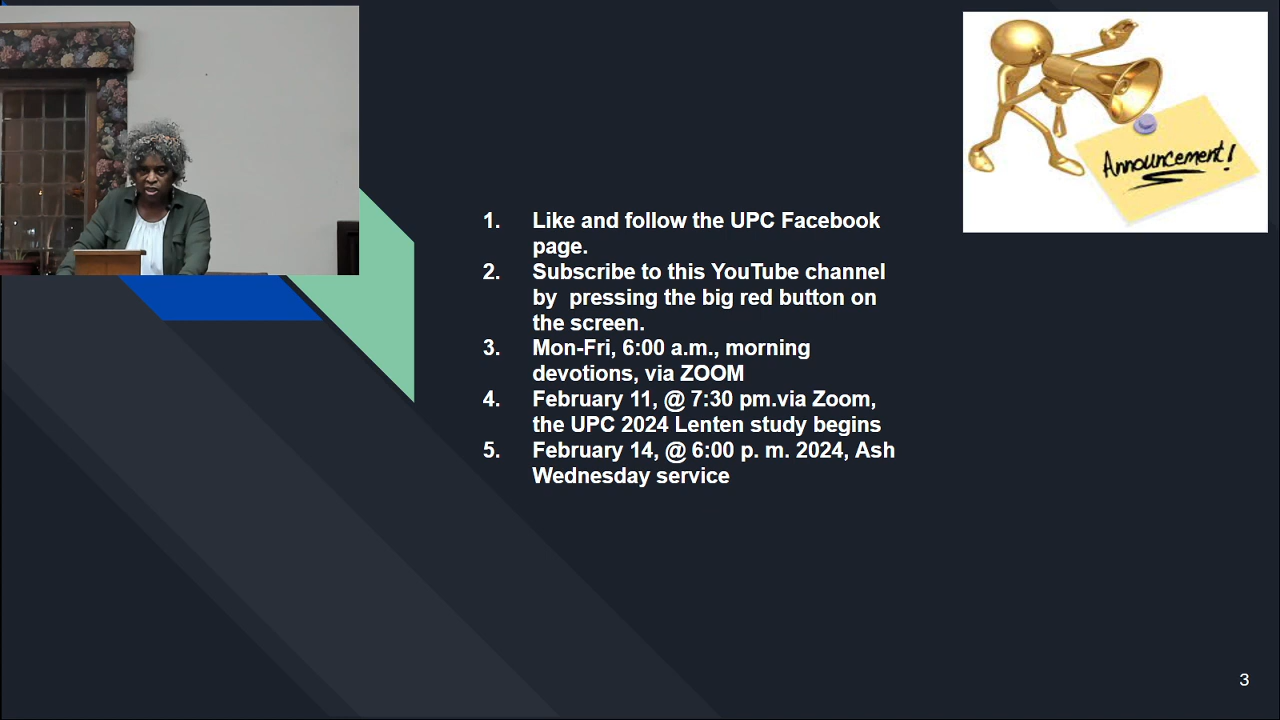 Announcement!
1. Like and follow the UPC Facebook
page.
2. Subscribe to this YouTube channel
by  pressing the big red button on
the screen.
3. Mon-Fri, 6:00 a.m., morning
devotions, via ZOOM
4. February 11, @ 7:30 pm.via Zoom,
the UPC 2024 Lenten study begins
5. February 14, @ 6:00 p. m. 2024, Ash
Wednesday service
3